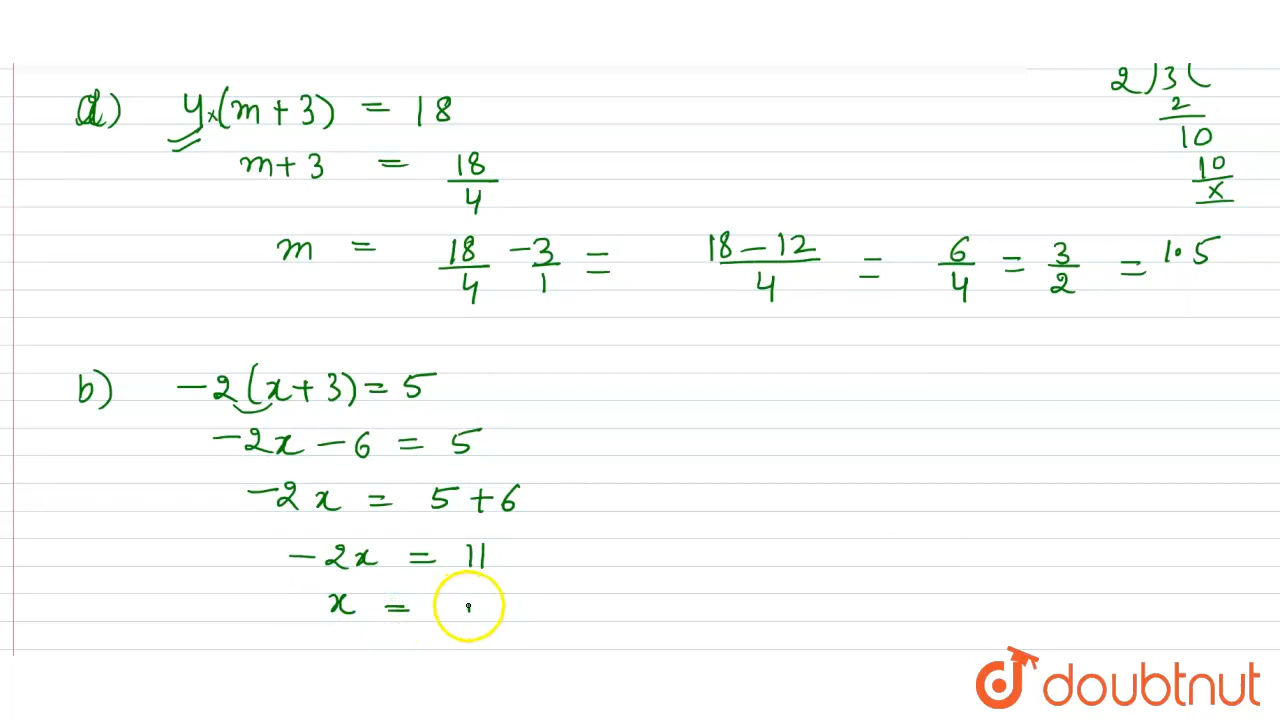 a) 4×(m+3) = 18
m+3 = 18/4
m = 18/4 - 3/1 = 18-12/4 = 6/4 = 3/2 = 1.5
2)3(
2
10
10
×
b) -2(x+3) = 5
-2x - 6 = 5
-2x = 5+6
-2x = 11
x =
doubtnut